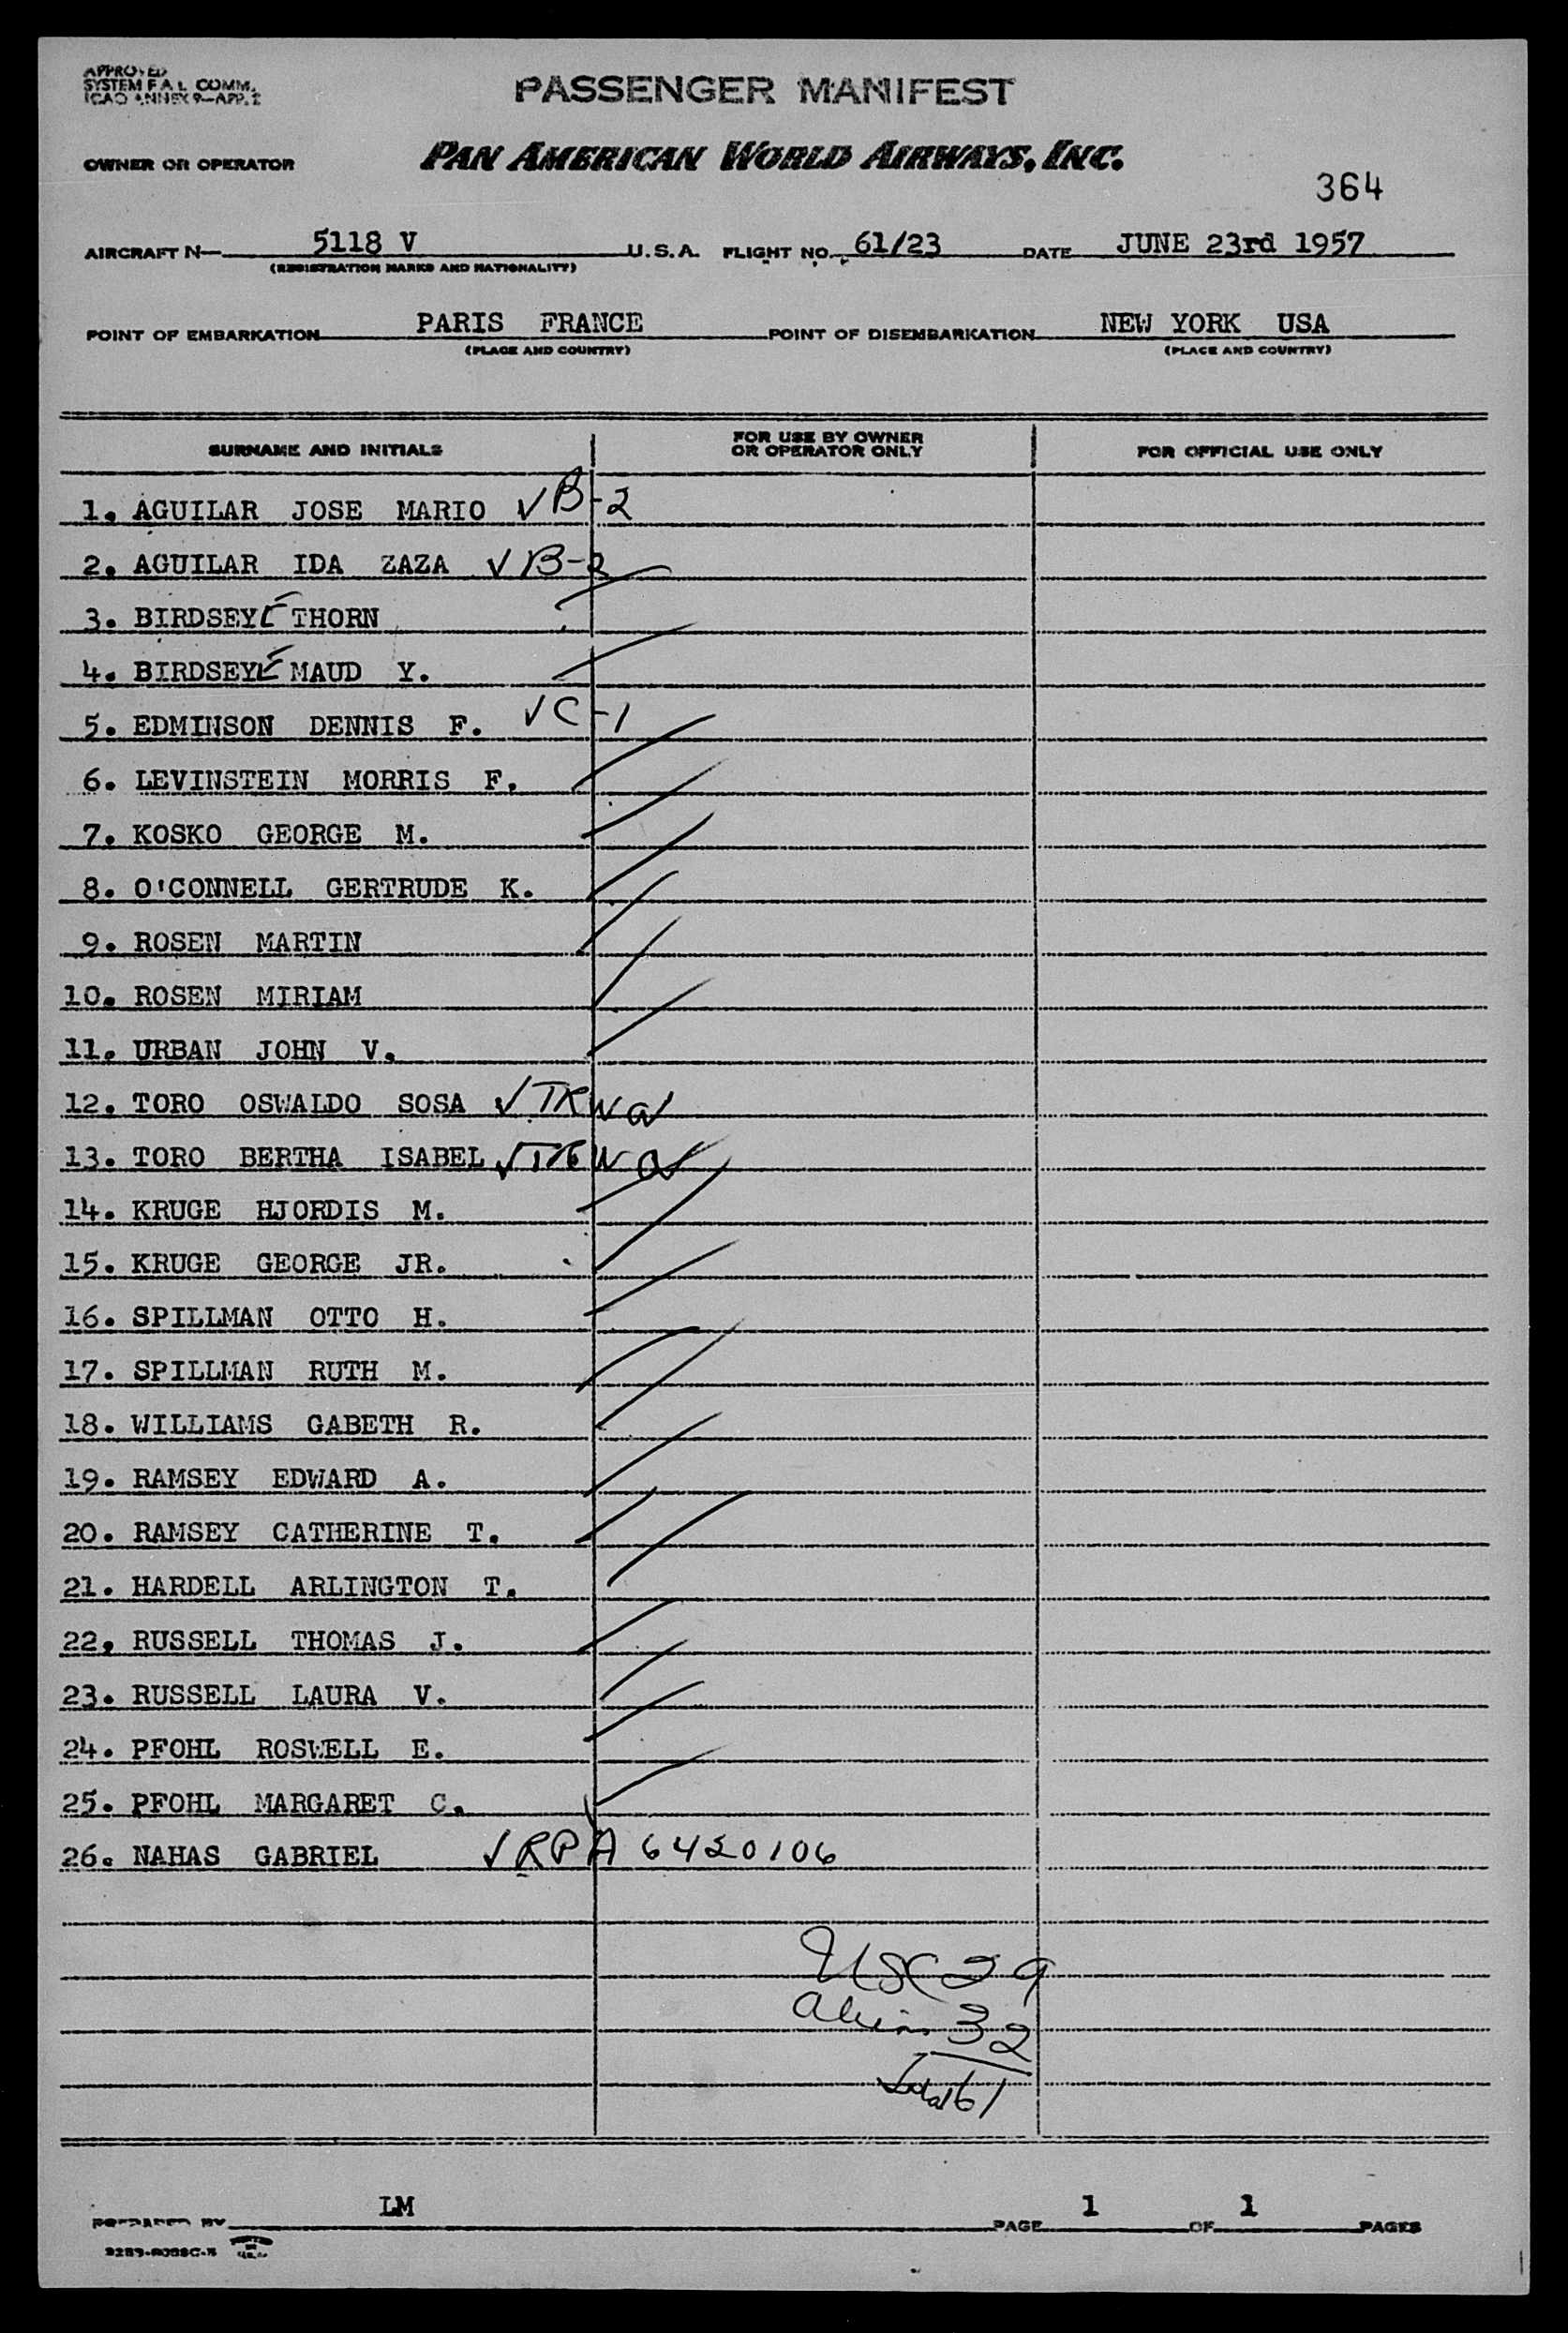 APPROVED
SYSTEM F A L COMM.
ICAO ANNEX 9—APP. 2
PASSENGER MANIFEST
OWNER OR OPERATOR PAN AMERICAN WORLD AIRWAYS, INC.
364
AIRCRAFT N— 5118 V U.S.A. FLIGHT NO. 61/23 DATE JUNE 23rd 1957
(REGISTRATION MARKS AND NATIONALITY)
POINT OF EMBARKATION PARIS FRANCE POINT OF DISEMBARKATION NEW YORK USA
(PLACE AND COUNTRY) (PLACE AND COUNTRY)
SURNAME AND INITIALS FOR USE BY OWNER OR OPERATOR ONLY FOR OFFICIAL USE ONLY
1. AGUILAR JOSE MARIO √ B-2
2. AGUILAR IDA ZAZA √ B-2
3. BIRDSEYE THORN
4. BIRDSEYE MAUD Y.
5. EDMINSON DENNIS F. √ C-1
6. LEVINSTEIN MORRIS F.
7. KOSKO GEORGE M.
8. O'CONNELL GERTRUDE K.
9. ROSEN MARTIN
10. ROSEN MIRIAM
11. URBAN JOHN V.
12. TORO OSWALDO SOSA √ TRWOV
13. TORO BERTHA ISABEL √ TRWOV
14. KRUGE HJORDIS M.
15. KRUGE GEORGE JR.
16. SPILLMAN OTTO H.
17. SPILLMAN RUTH M.
18. WILLIAMS GABETH R.
19. RAMSEY EDWARD A.
20. RAMSEY CATHERINE T.
21. HARDELL ARLINGTON T.
22. RUSSELL THOMAS J.
23. RUSSELL LAURA V.
24. PFOHL ROSWELL E.
25. PFOHL MARGARET C.
26. NAHAS GABRIEL √ RP A 6420106
USC 29
Aliens 32
Total 61
PREPARED BY LM PAGE 1 OF 1 PAGES